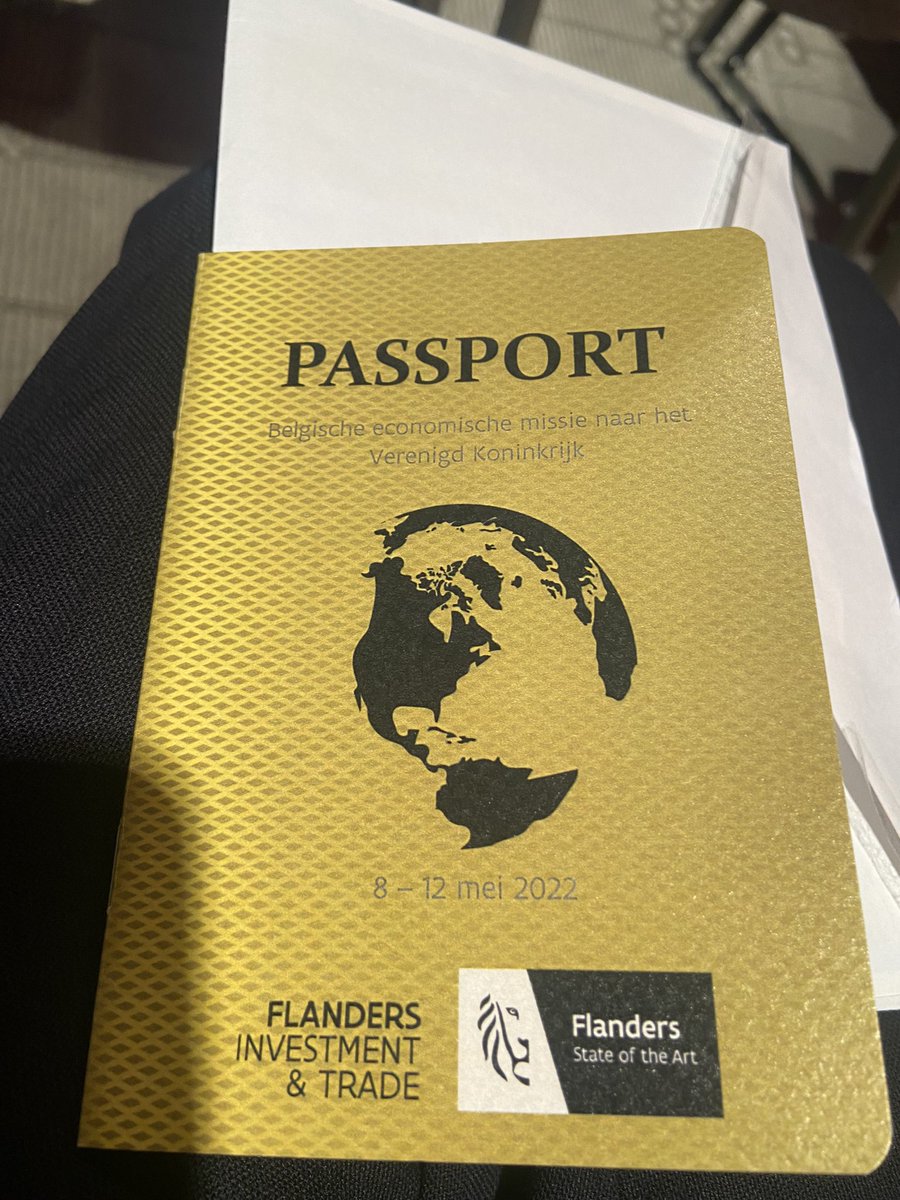 PASSPORT
Belgische economische missie naar het
Verenigd Koninkrijk
8 – 12 mei 2022
FLANDERS
INVESTMENT
& TRADE
Flanders
State of the Art